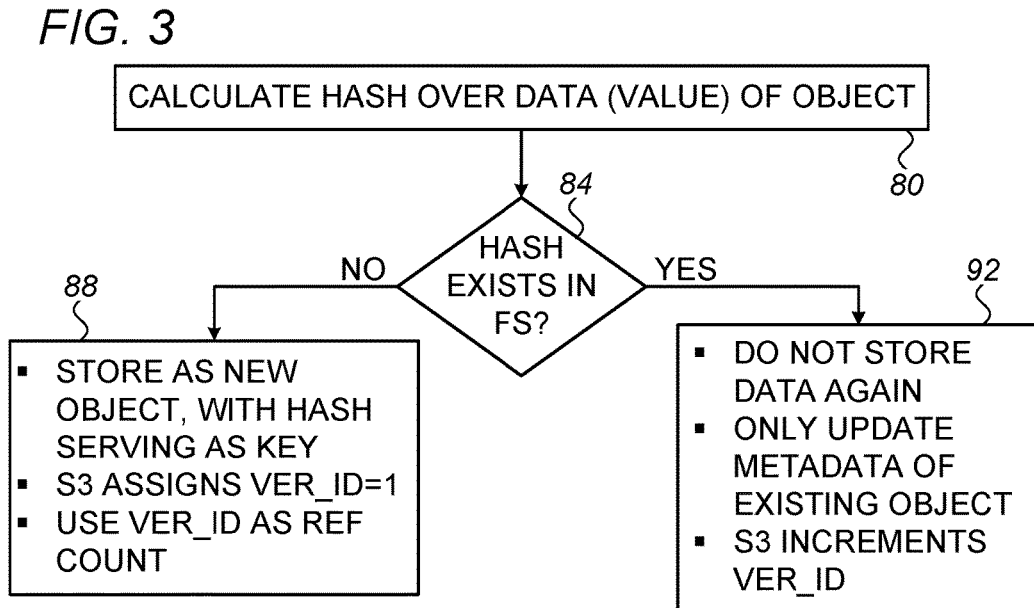 FIG. 3
CALCULATE HASH OVER DATA (VALUE) OF OBJECT
80
84
HASH
EXISTS IN
FS?
NO
YES
88
▪ STORE AS NEW
OBJECT, WITH HASH
SERVING AS KEY
▪ S3 ASSIGNS VER_ID=1
▪ USE VER_ID AS REF
COUNT
92
▪ DO NOT STORE
DATA AGAIN
▪ ONLY UPDATE
METADATA OF
EXISTING OBJECT
▪ S3 INCREMENTS
VER_ID